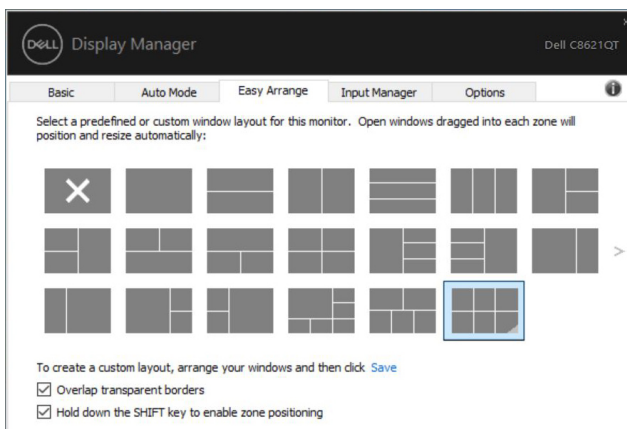 DELL Display Manager
Dell C8621QT
Basic Auto Mode Easy Arrange Input Manager Options
Select a predefined or custom window layout for this monitor. Open windows dragged into each zone will
position and resize automatically:
To create a custom layout, arrange your windows and then click Save
Overlap transparent borders
Hold down the SHIFT key to enable zone positioning